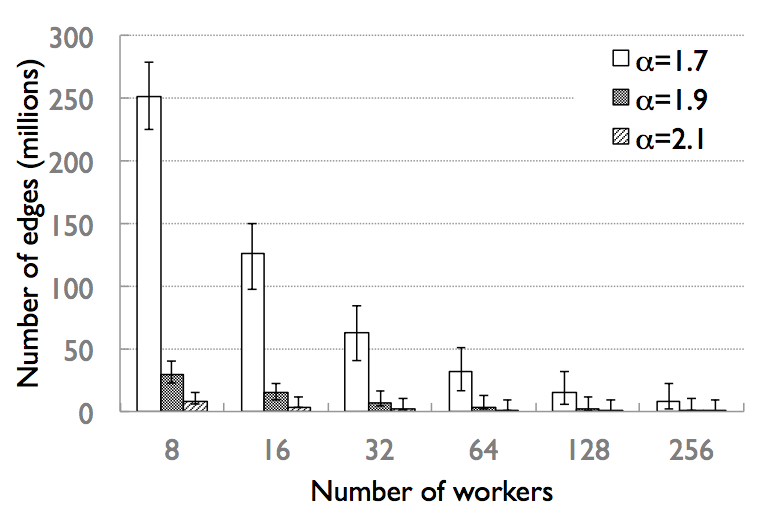 Number of edges (millions)
300
250
200
150
100
50
0
α=1.7
α=1.9
α=2.1
8 16 32 64 128 256
Number of workers